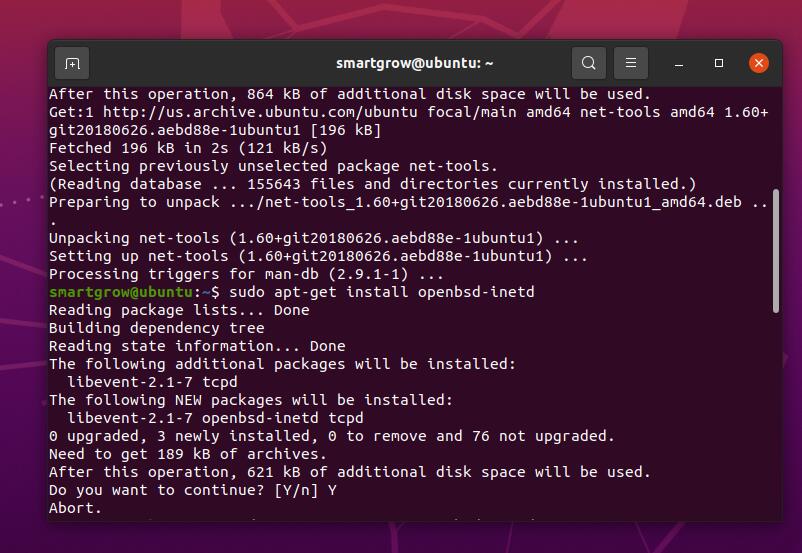 smartgrow@ubuntu: ~
After this operation, 864 kB of additional disk space will be used.
Get:1 http://us.archive.ubuntu.com/ubuntu focal/main amd64 net-tools amd64 1.60+
git20180626.aebd88e-1ubuntu1 [196 kB]
Fetched 196 kB in 2s (121 kB/s)
Selecting previously unselected package net-tools.
(Reading database ... 155643 files and directories currently installed.)
Preparing to unpack .../net-tools_1.60+git20180626.aebd88e-1ubuntu1_amd64.deb ..
.
Unpacking net-tools (1.60+git20180626.aebd88e-1ubuntu1) ...
Setting up net-tools (1.60+git20180626.aebd88e-1ubuntu1) ...
Processing triggers for man-db (2.9.1-1) ...
smartgrow@ubuntu:~$ sudo apt-get install openbsd-inetd
Reading package lists... Done
Building dependency tree
Reading state information... Done
The following additional packages will be installed:
  libevent-2.1-7 tcpd
The following NEW packages will be installed:
  libevent-2.1-7 openbsd-inetd tcpd
0 upgraded, 3 newly installed, 0 to remove and 76 not upgraded.
Need to get 189 kB of archives.
After this operation, 621 kB of additional disk space will be used.
Do you want to continue? [Y/n] Y
Abort.